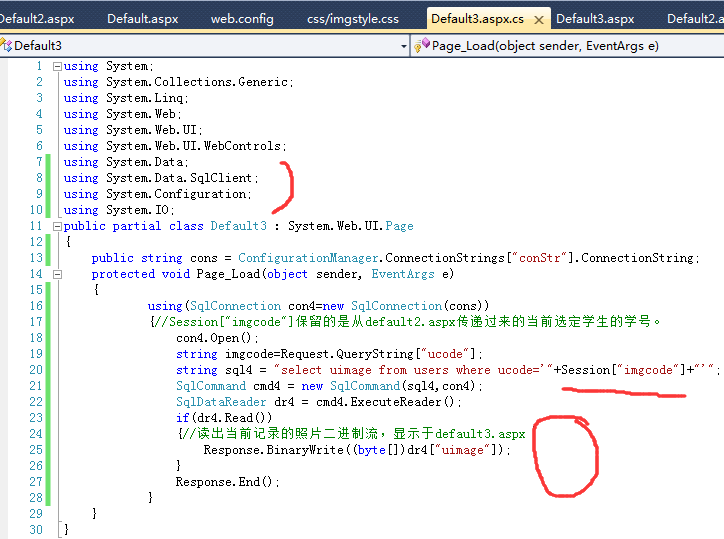 Default2.aspx Default.aspx web.config css/imgstyle.css Default3.aspx.cs Default3.aspx Default2.a
Default3 Page_Load(object sender, EventArgs e)
1 using System;
2 using System.Collections.Generic;
3 using System.Linq;
4 using System.Web;
5 using System.Web.UI;
6 using System.Web.UI.WebControls;
7 using System.Data;
8 using System.Data.SqlClient;
9 using System.Configuration;
10 using System.IO;
11 public partial class Default3 : System.Web.UI.Page
12 {
13 public string cons = ConfigurationManager.ConnectionStrings["conStr"].ConnectionString;
14 protected void Page_Load(object sender, EventArgs e)
15 {
16 using(SqlConnection con4=new SqlConnection(cons))
17 {//Session["imgcode"]保留的是从default2.aspx传递过来的当前选定学生的学号。
18 con4.Open();
19 string imgcode=Request.QueryString["ucode"];
20 string sql4 = "select uimage from users where ucode='"+Session["imgcode"]+"'";
21 SqlCommand cmd4 = new SqlCommand(sql4,con4);
22 SqlDataReader dr4 = cmd4.ExecuteReader();
23 if(dr4.Read())
24 {//读出当前记录的照片二进制流，显示于default3.aspx
25 Response.BinaryWrite((byte[])dr4["uimage"]);
26 }
27 Response.End();
28 }
29 }
30 }